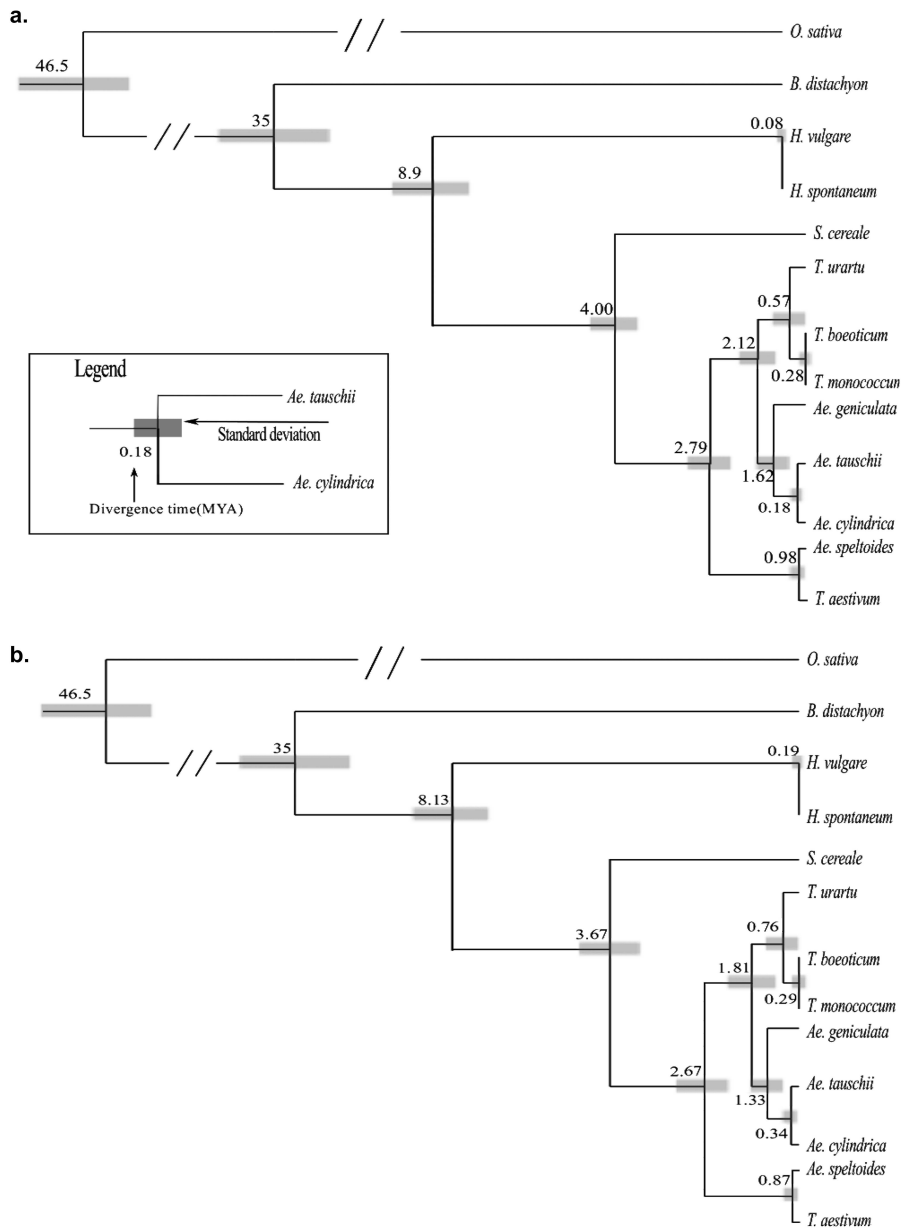 a.
O. sativa
46.5
B. distachyon
35
0.08
H. vulgare
8.9
H. spontaneum
S. cereale
T. urartu
0.57
4.00
T. boeoticum
2.12
0.28
T. monococcum
Ae. geniculata
2.79
Ae. tauschii
1.62
0.18
Ae. cylindrica
Ae. speltoides
0.98
T. aestivum
Legend
Ae. tauschii
Standard deviation
0.18
Ae. cylindrica
Divergence time(MYA)
b.
O. sativa
46.5
B. distachyon
35
0.19
H. vulgare
8.13
H. spontaneum
S. cereale
T. urartu
0.76
3.67
T. boeoticum
1.81
0.29
T. monococcum
Ae. geniculata
2.67
Ae. tauschii
1.33
0.34
Ae. cylindrica
Ae. speltoides
0.87
T. aestivum